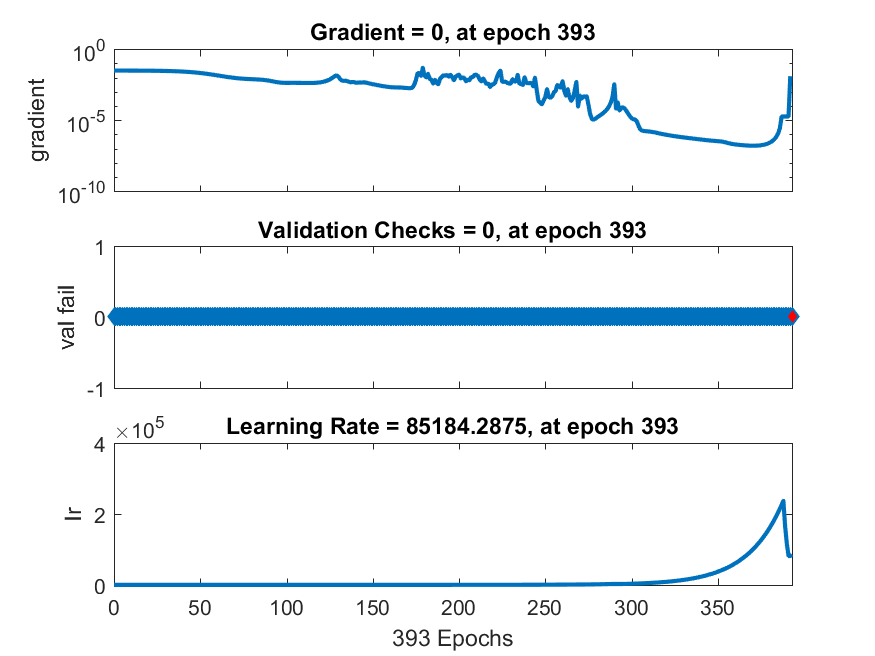 Gradient = 0, at epoch 393
10^0
10^-5
10^-10
gradient
Validation Checks = 0, at epoch 393
1
0
-1
val fail
Learning Rate = 85184.2875, at epoch 393
×10^5
4
2
0
lr
0 50 100 150 200 250 300 350
393 Epochs